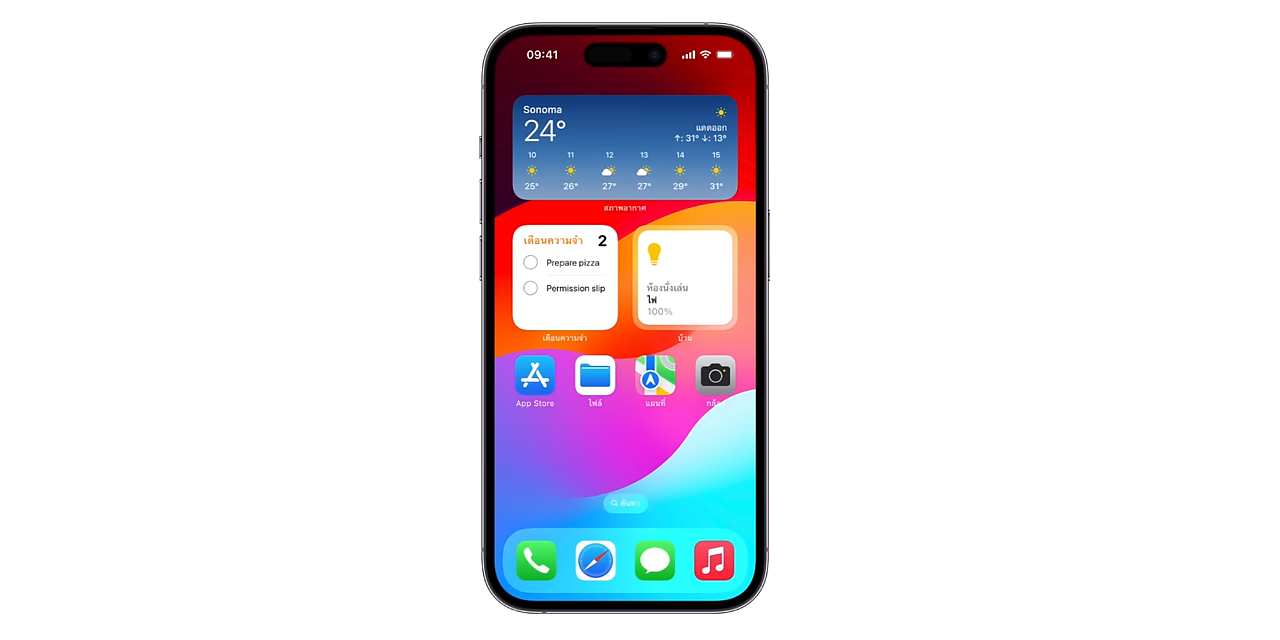 09:41
Sonoma
24°
แดดออก
↑: 31° ↓: 13°
10 11 12 13 14 15
25° 26° 27° 27° 29° 31°
สภาพอากาศ
เตือนความจำ 2
Prepare pizza
Permission slip
ห้องนั่งเล่น
ไฟ
100%
เตือนความจำ บ้าน
App Store ไฟล์ แผนที่ กล้อง
ค้นหา